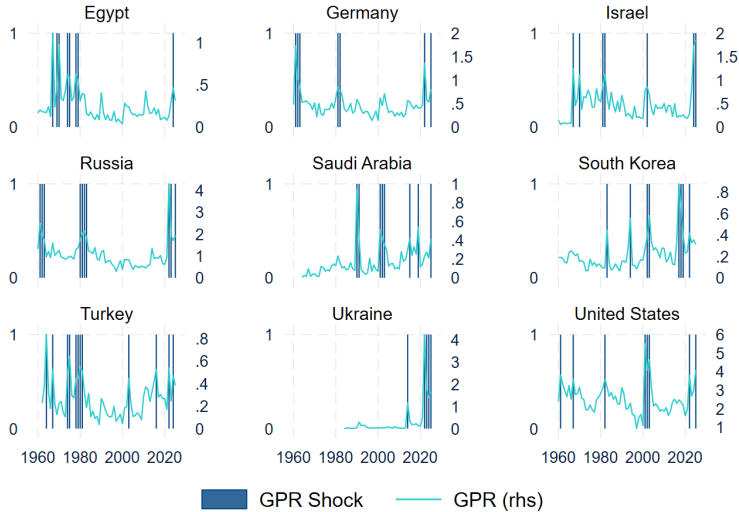 Egypt Germany Israel
1 1 2 1 2
1 1.5 1.5
1 1
.5 .5 .5
0 0 0 0 0 0
Russia Saudi Arabia South Korea
1 4 1 1 1 .8
3 .8 .6
2 .6 .4
1 .4 .2
.2
0 0 0 0 0 0
Turkey Ukraine United States
1 .8 1 4 1 6
.6 3 5
.4 2 4
.2 1 3
2
0 0 0 0 0 1
1960 1980 2000 2020 1960 1980 2000 2020 1960 1980 2000 2020
GPR Shock GPR (rhs)